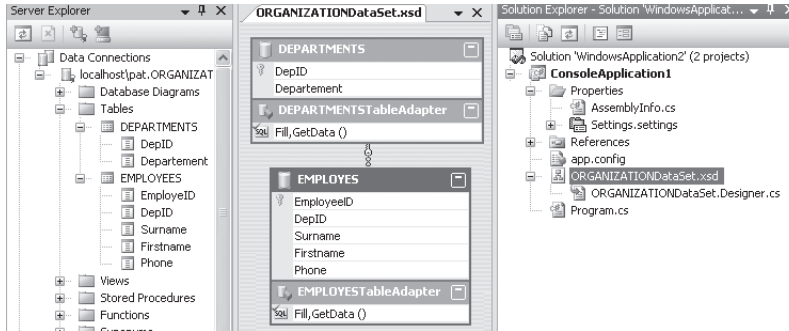 Server Explorer
Data Connections
localhost\pat.ORGANIZAT
Database Diagrams
Tables
DEPARTMENTS
DepID
Departement
EMPLOYEES
EmployeID
DepID
Surname
Firstname
Phone
Views
Stored Procedures
Functions
Synonyms
ORGANIZATIONDataSet.xsd
DEPARTMENTS
DepID
Departement
DEPARTMENTSTableAdapter
SQL Fill,GetData ()
EMPLOYES
EmployeeID
DepID
Surname
Firstname
Phone
EMPLOYESTableAdapter
SQL Fill,GetData ()
Solution Explorer - Solution 'WindowsApplicat...
Solution 'WindowsApplication2' (2 projects)
ConsoleApplication1
Properties
AssemblyInfo.cs
Settings.settings
References
app.config
ORGANIZATIONDataSet.xsd
ORGANIZATIONDataSet.Designer.cs
Program.cs